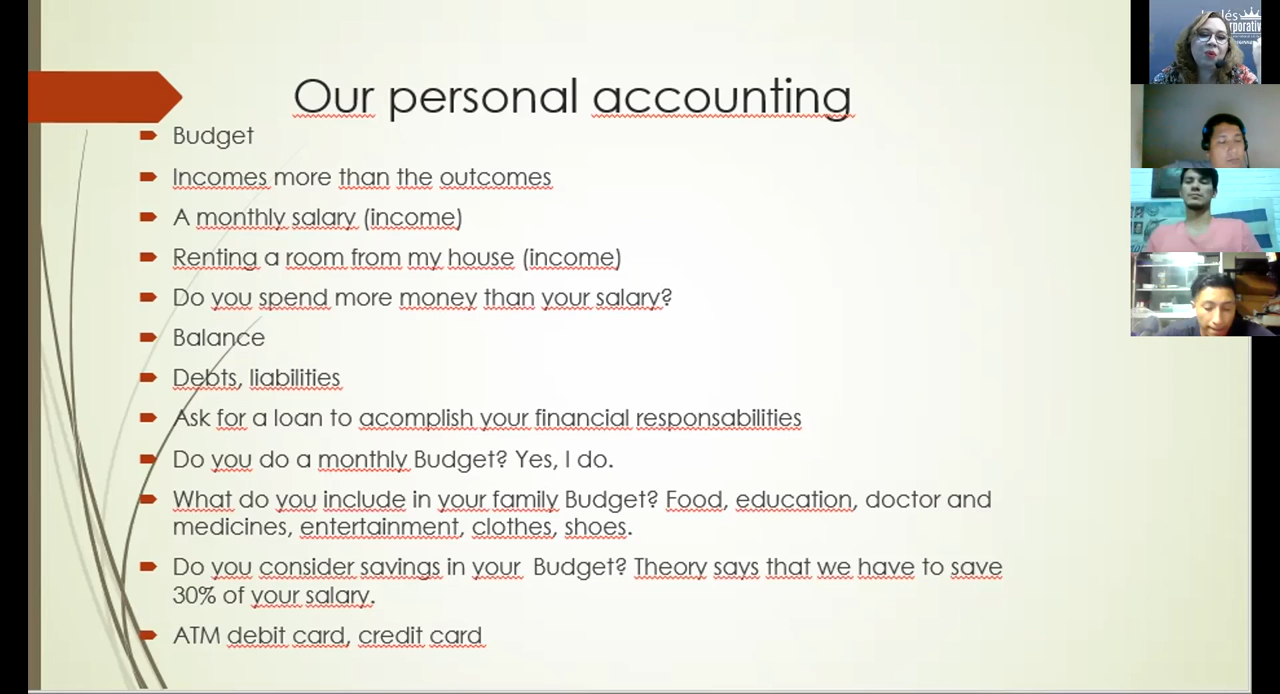 Our personal accounting
Budget
Incomes more than the outcomes
A monthly salary (income)
Renting a room from my house (income)
Do you spend more money than your salary?
Balance
Debts, liabilities
Ask for a loan to acomplish your financial responsabilities
Do you do a monthly Budget? Yes, I do.
What do you include in your family Budget? Food, education, doctor and
medicines, entertainment, clothes, shoes.
Do you consider savings in your Budget? Theory says that we have to save
30% of your salary.
ATM debit card, credit card